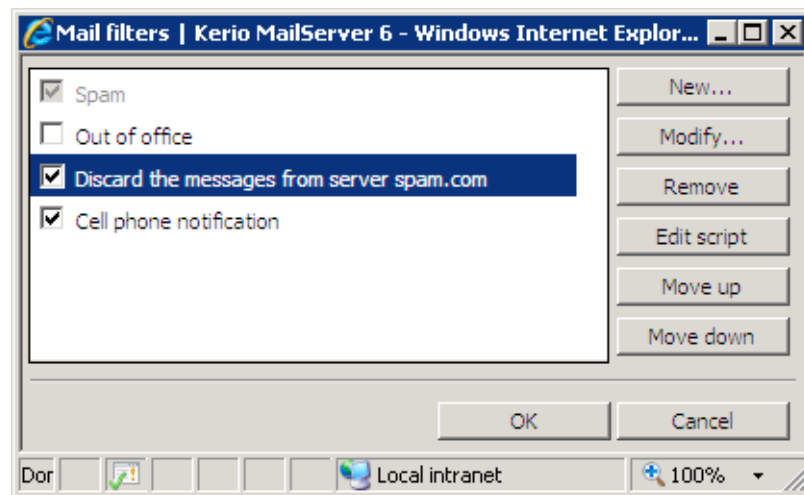 Mail filters | Kerio MailServer 6 - Windows Internet Explor...
Spam
Out of office
Discard the messages from server spam.com
Cell phone notification
New...
Modify...
Remove
Edit script
Move up
Move down
OK
Cancel
Dor
Local intranet
100%